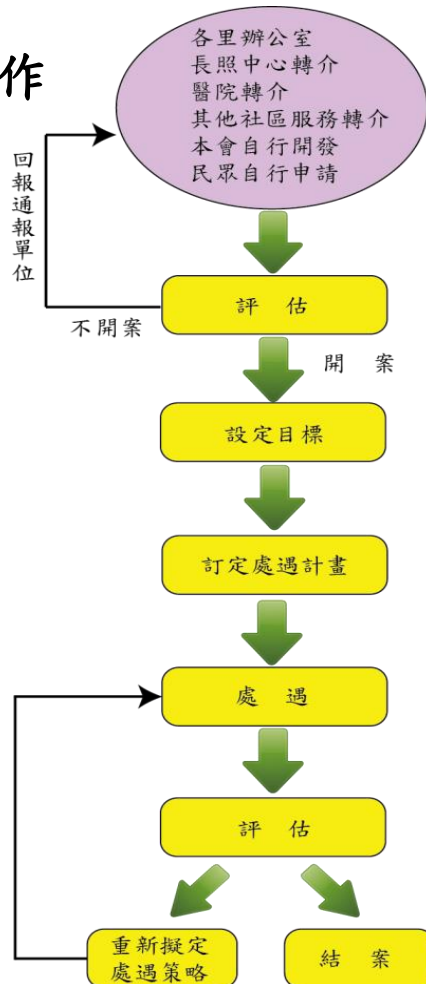 作
各里辦公室
長照中心轉介
醫院轉介
其他社區服務轉介
本會自行開發
民眾自行申請
回報通報單位
評估
不開案
開案
設定目標
訂定處遇計畫
處遇
評估
重新擬定
處遇策略
結案